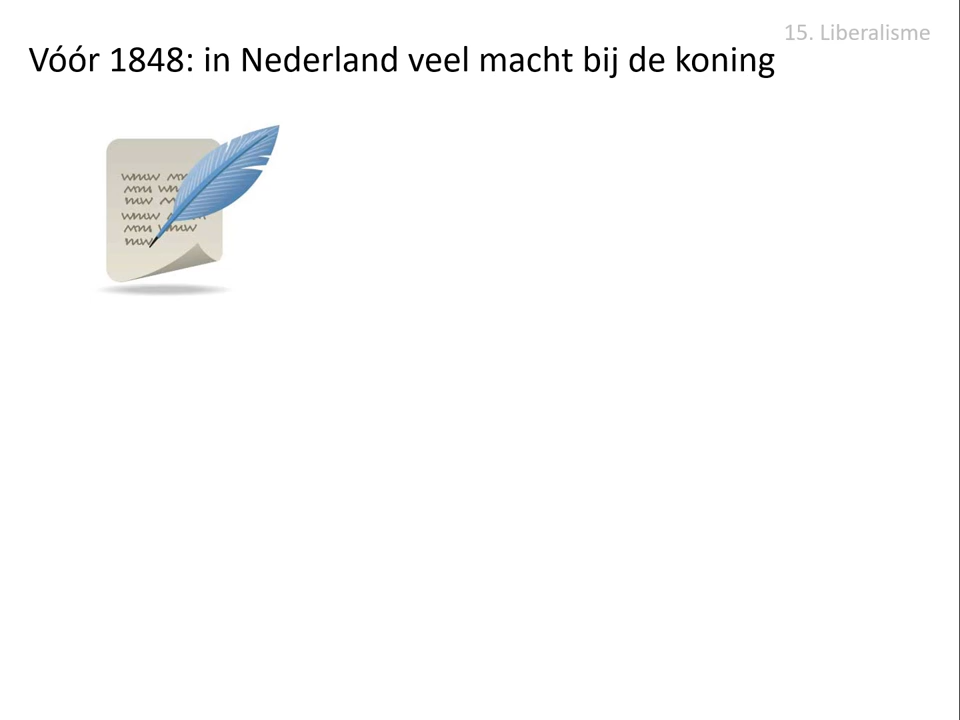 15. Liberalisme
Vóór 1848: in Nederland veel macht bij de koning